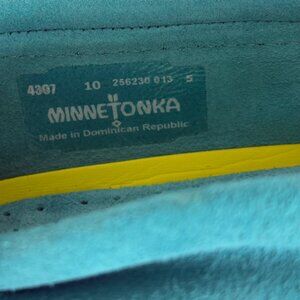 4307 10 256230 013 5
MINNETONKA
Made in Dominican Republic